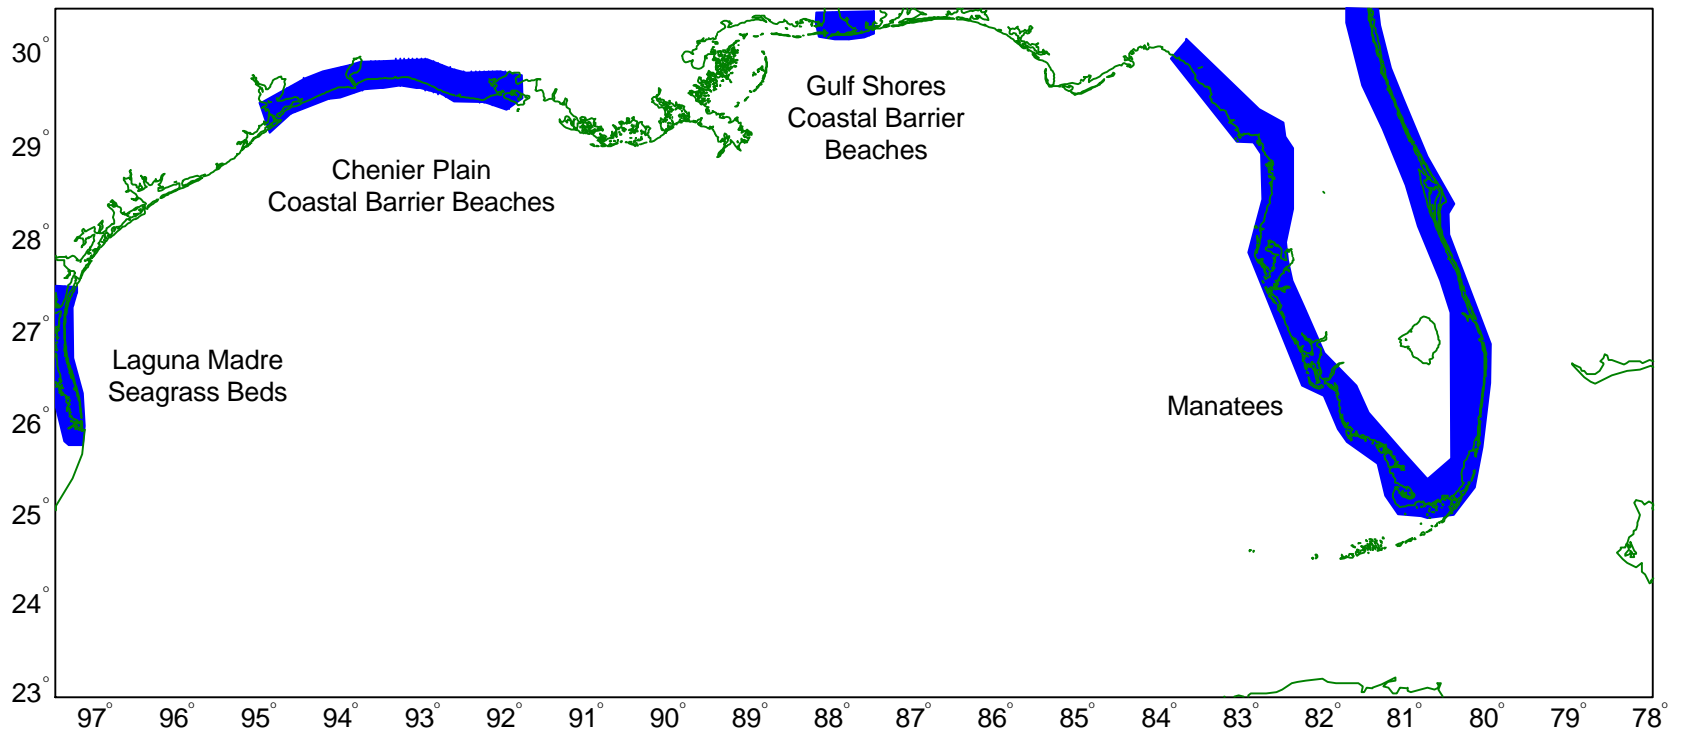 30°
29°
28°
27°
26°
25°
24°
23°
Gulf Shores
Coastal Barrier
Beaches
Chenier Plain
Coastal Barrier Beaches
Laguna Madre
Seagrass Beds
Manatees
97° 96° 95° 94° 93° 92° 91° 90° 89° 88° 87° 86° 85° 84° 83° 82° 81° 80° 79° 78°